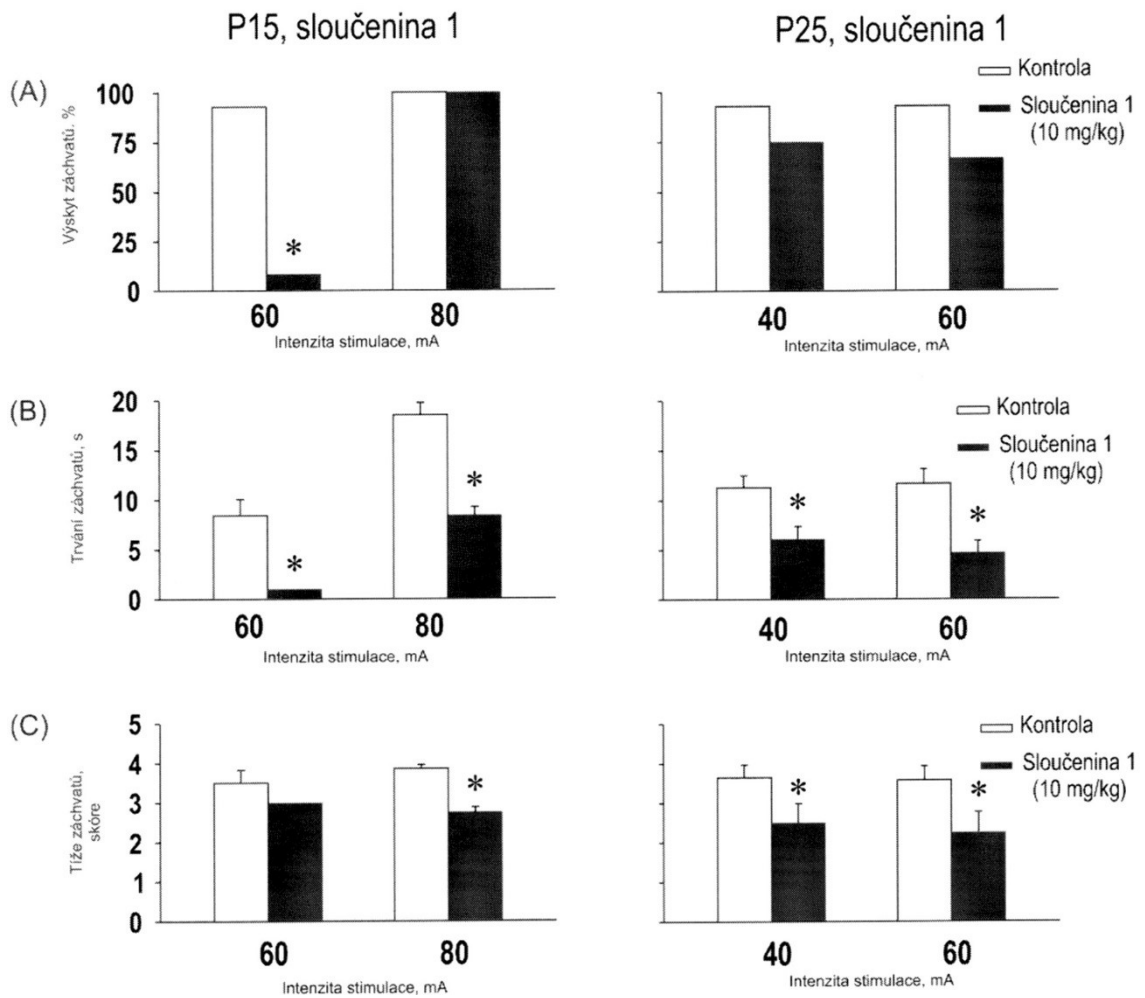 P15, sloučenina 1
P25, sloučenina 1
(A)
Výskyt záchvatů. %
100
75
50
25
0
*
60
80
Intenzita stimulace, mA
40
60
Intenzita stimulace, mA
Kontrola
Sloučenina 1
(10 mg/kg)
(B)
Trvání záchvatů, s
20
15
10
5
0
*
*
60
80
Intenzita stimulace, mA
*
*
40
60
Intenzita stimulace, mA
Kontrola
Sloučenina 1
(10 mg/kg)
(C)
Tíže záchvatů,
skóre
5
4
3
2
1
0
*
60
80
Intenzita stimulace, mA
*
*
40
60
Intenzita stimulace, mA
Kontrola
Sloučenina 1
(10 mg/kg)